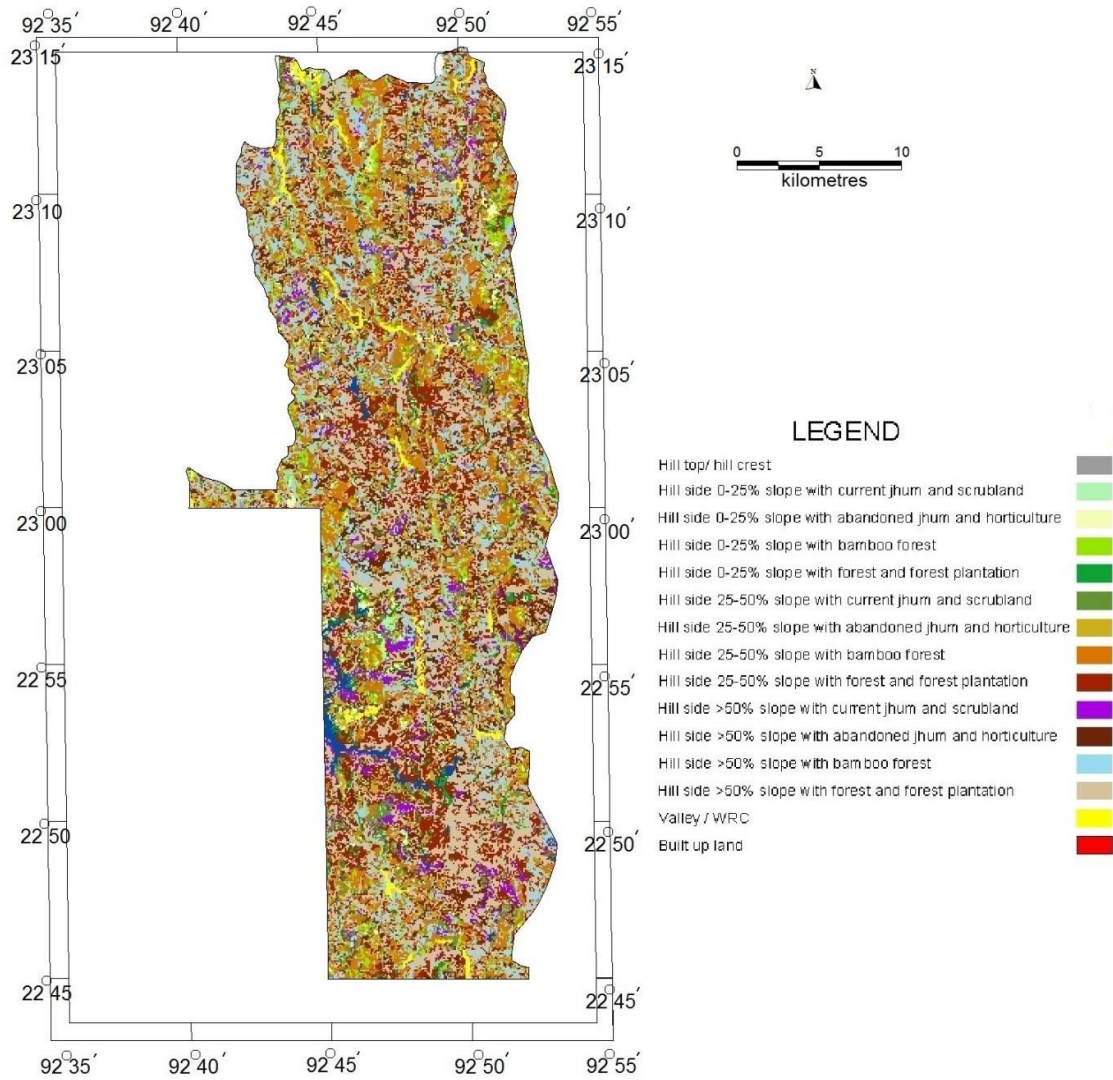 92 35′ 92 40′ 92 45′ 92 50′ 92 55′
23 15′ 23 15′
N
0 5 10
kilometres
23 10 23 10′
23 05 23 05′
LEGEND
Hill top/ hill crest
Hill side 0-25% slope with current jhum and scrubland
23 00 23 00′
Hill side 0-25% slope with abandoned jhum and horticulture
Hill side 0-25% slope with bamboo forest
Hill side 0-25% slope with forest and forest plantation
Hill side 25-50% slope with current jhum and scrubland
Hill side 25-50% slope with abandoned jhum and horticulture
Hill side 25-50% slope with bamboo forest
22 55 22 55′
Hill side 25-50% slope with forest and forest plantation
Hill side >50% slope with current jhum and scrubland
Hill side >50% slope with abandoned jhum and horticulture
Hill side >50% slope with bamboo forest
Hill side >50% slope with forest and forest plantation
Valley / WRC
22 50 22 50′
Built up land
22 45 22 45′
92 35′ 92 40′ 92 45′ 92 50′ 92 55′